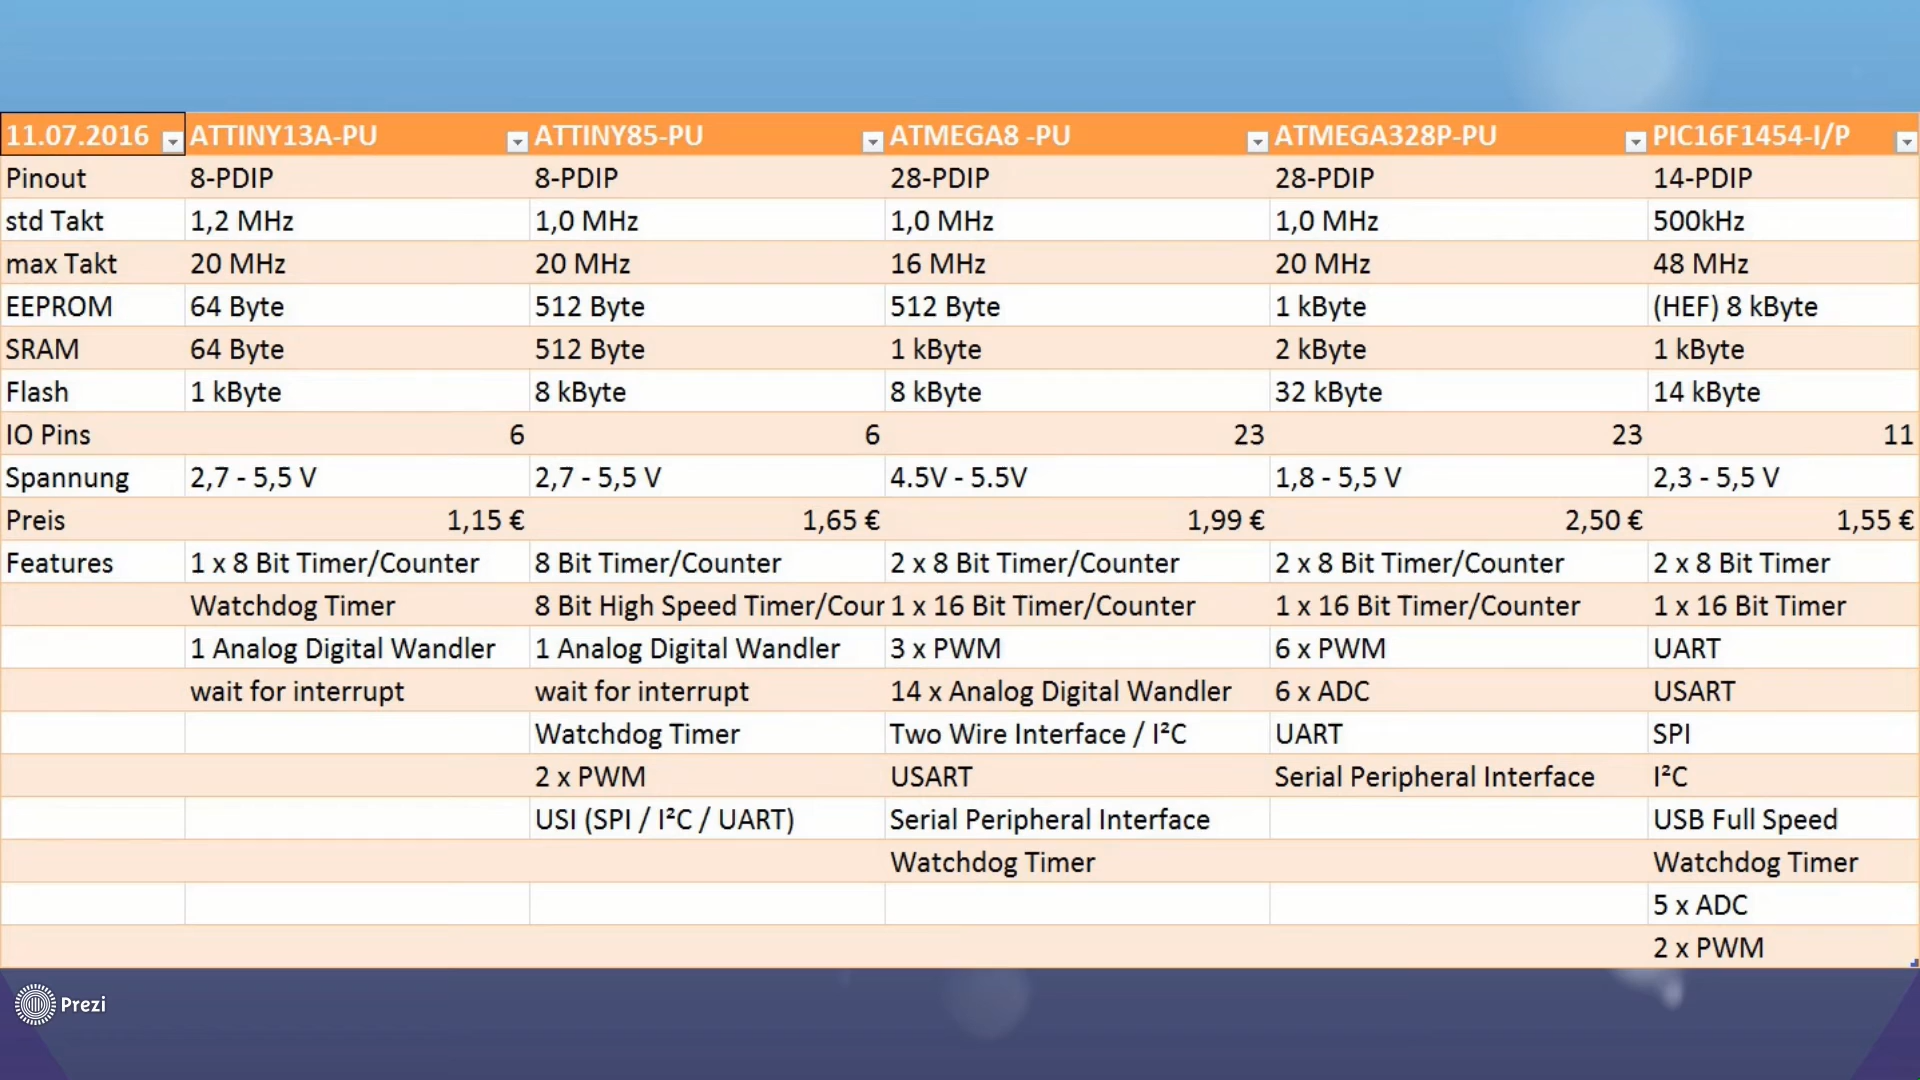 11.07.2016 ATTINY13A-PU ATTINY85-PU ATMEGA8 -PU ATMEGA328P-PU PIC16F1454-I/P
Pinout 8-PDIP 8-PDIP 28-PDIP 28-PDIP 14-PDIP
std Takt 1,2 MHz 1,0 MHz 1,0 MHz 1,0 MHz 500kHz
max Takt 20 MHz 20 MHz 16 MHz 20 MHz 48 MHz
EEPROM 64 Byte 512 Byte 512 Byte 1 kByte (HEF) 8 kByte
SRAM 64 Byte 512 Byte 1 kByte 2 kByte 1 kByte
Flash 1 kByte 8 kByte 8 kByte 32 kByte 14 kByte
IO Pins 6 6 23 23 11
Spannung 2,7 - 5,5 V 2,7 - 5,5 V 4.5V - 5.5V 1,8 - 5,5 V 2,3 - 5,5 V
Preis 1,15 € 1,65 € 1,99 € 2,50 € 1,55 €
Features 1 x 8 Bit Timer/Counter 8 Bit Timer/Counter 2 x 8 Bit Timer/Counter 2 x 8 Bit Timer/Counter 2 x 8 Bit Timer
Watchdog Timer 8 Bit High Speed Timer/Cour 1 x 16 Bit Timer/Counter 1 x 16 Bit Timer/Counter 1 x 16 Bit Timer
1 Analog Digital Wandler 1 Analog Digital Wandler 3 x PWM 6 x PWM UART
wait for interrupt wait for interrupt 14 x Analog Digital Wandler 6 x ADC USART
Watchdog Timer Two Wire Interface / I²C UART SPI
2 x PWM USART Serial Peripheral Interface I²C
USI (SPI / I²C / UART) Serial Peripheral Interface USB Full Speed
Watchdog Timer Watchdog Timer
5 x ADC
2 x PWM
Prezi